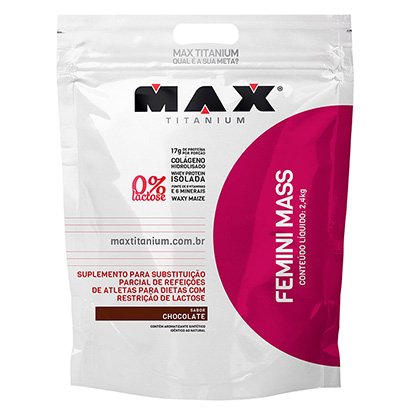 MAX TITANIUM
QUAL É A SUA META?
MAX®
TITANIUM
17g DE PROTEÍNA POR PORÇÃO
COLÁGENO
HIDROLISADO
WHEY PROTEIN
ISOLADA
FONTE DE 9 VITAMINAS
E 6 MINERAIS
WAXY MAIZE
0%
lactose
maxtitanium.com.br
SUPLEMENTO PARA SUBSTITUIÇÃO
PARCIAL DE REFEIÇÕES
DE ATLETAS PARA DIETAS COM
RESTRIÇÃO DE LACTOSE
SABOR
CHOCOLATE
CONTÉM AROMATIZANTE SINTÉTICO
IDÊNTICO AO NATURAL
FEMINI MASS
CONTEÚDO LÍQUIDO: 2,4kg